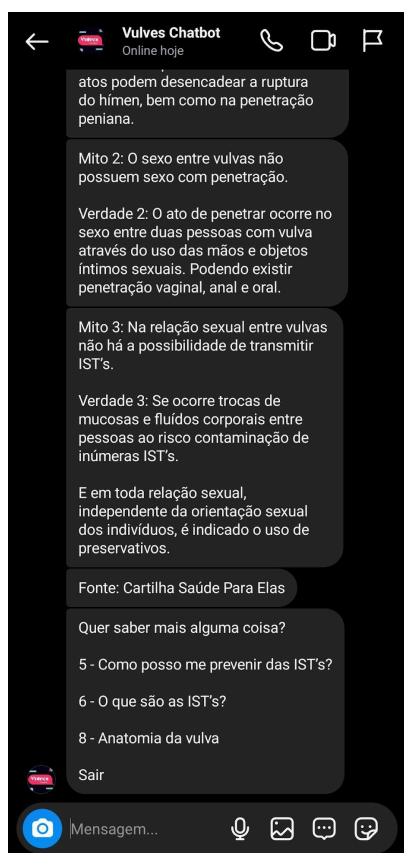 Vulves Chatbot
Online hoje
atos podem desencadear a ruptura
do hímen, bem como na penetração
peniana.
Mito 2: O sexo entre vulvas não
possuem sexo com penetração.
Verdade 2: O ato de penetrar ocorre no
sexo entre duas pessoas com vulva
através do uso das mãos e objetos
íntimos sexuais. Podendo existir
penetração vaginal, anal e oral.
Mito 3: Na relação sexual entre vulvas
não há a possibilidade de transmitir
IST’s.
Verdade 3: Se ocorre trocas de
mucosas e fluídos corporais entre
pessoas ao risco contaminação de
inúmeras IST’s.
E em toda relação sexual,
independente da orientação sexual
dos indivíduos, é indicado o uso de
preservativos.
Fonte: Cartilha Saúde Para Elas
Quer saber mais alguma coisa?
5 - Como posso me prevenir das IST’s?
6 - O que são as IST’s?
8 - Anatomia da vulva
Sair
Mensagem...